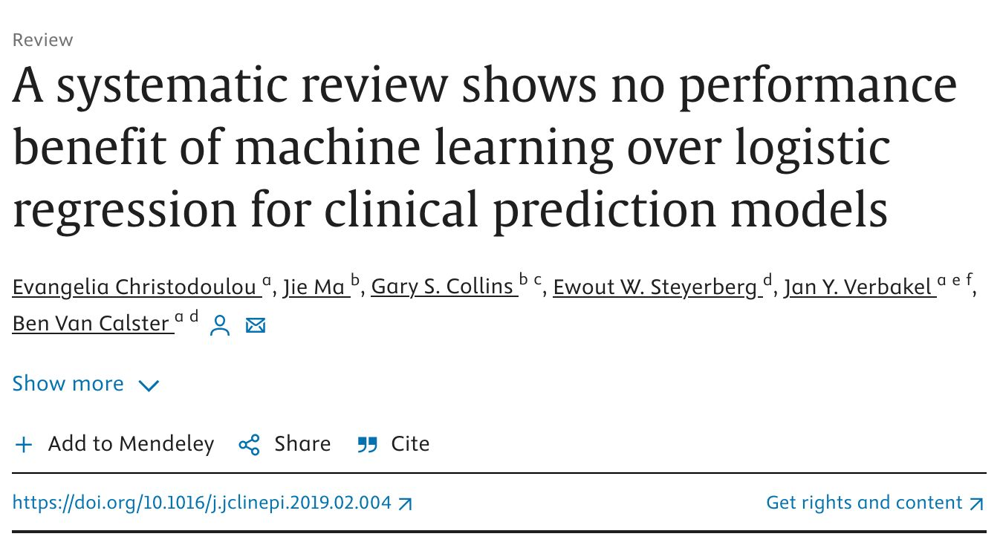 Review
A systematic review shows no performance
benefit of machine learning over logistic
regression for clinical prediction models
Evangelia Christodoulou a, Jie Ma b, Gary S. Collins b c, Ewout W. Steyerberg d, Jan Y. Verbakel a e f,
Ben Van Calster a d
Show more
Add to Mendeley Share Cite
https://doi.org/10.1016/j.jclinepi.2019.02.004 Get rights and content